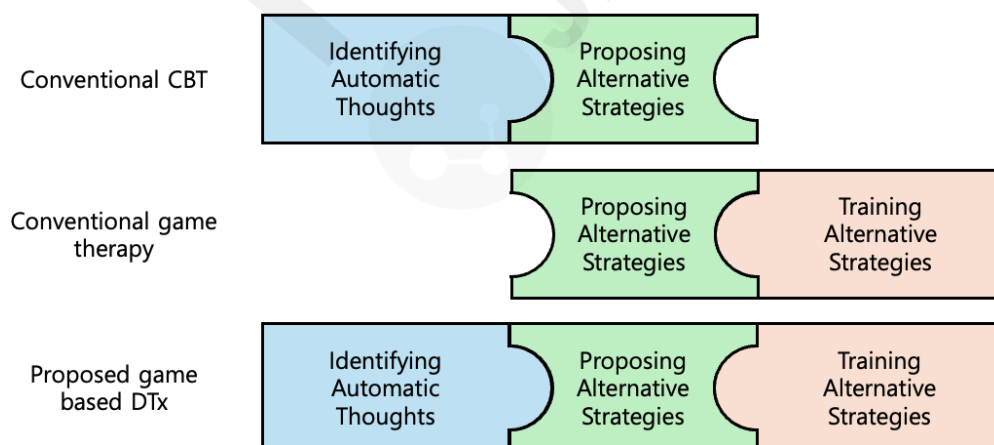 Conventional CBT
Identifying
Automatic
Thoughts
Proposing
Alternative
Strategies
Conventional game
therapy
Proposing
Alternative
Strategies
Training
Alternative
Strategies
Proposed game
based DTx
Identifying
Automatic
Thoughts
Proposing
Alternative
Strategies
Training
Alternative
Strategies